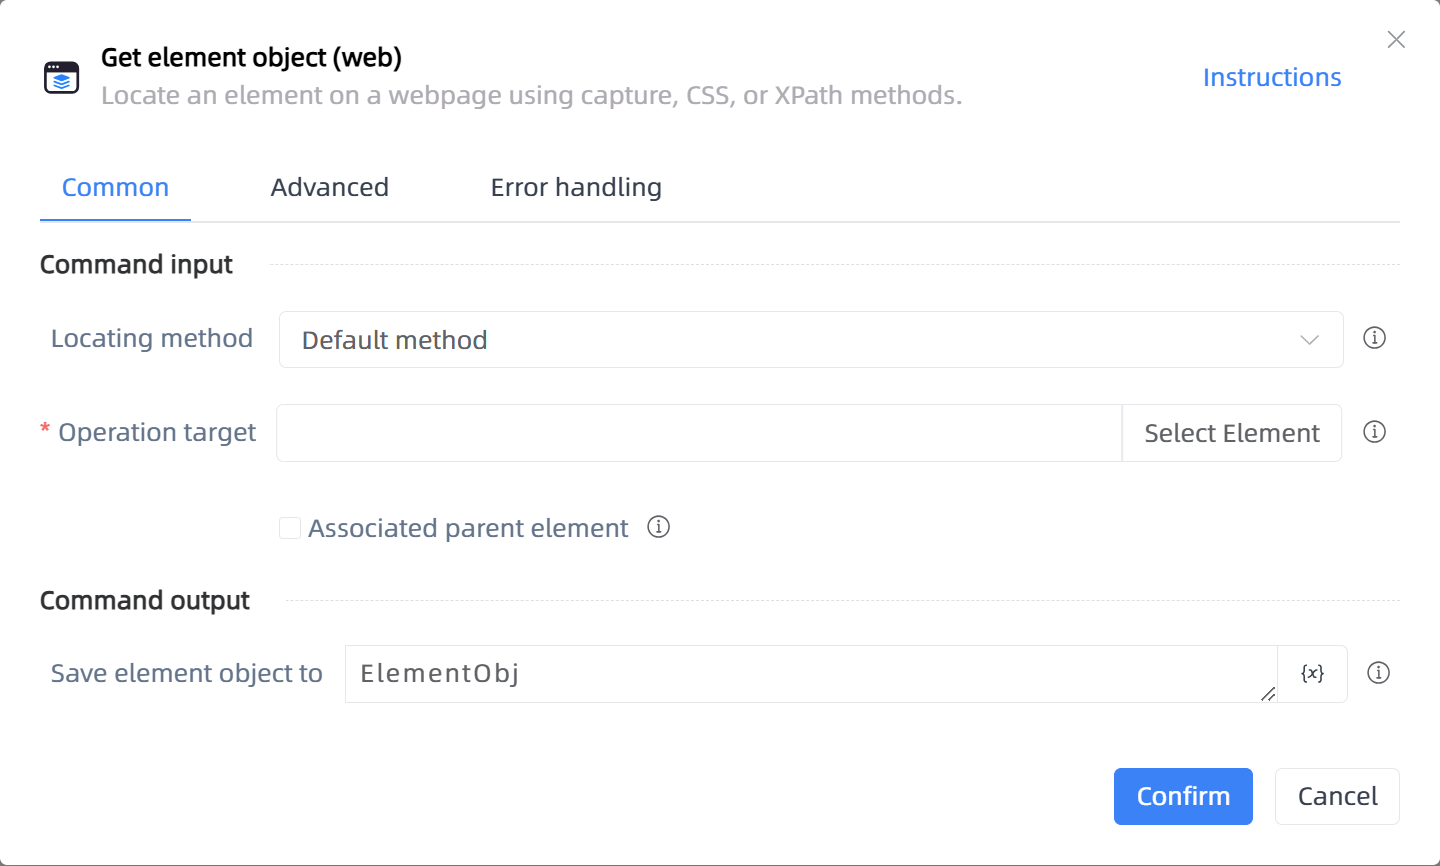 Get element object (web)
Locate an element on a webpage using capture, CSS, or XPath methods.
Instructions
Common
Advanced
Error handling
Command input
Locating method
Default method
* Operation target
Select Element
Associated parent element
Command output
Save element object to
ElementObj
{x}
Confirm
Cancel